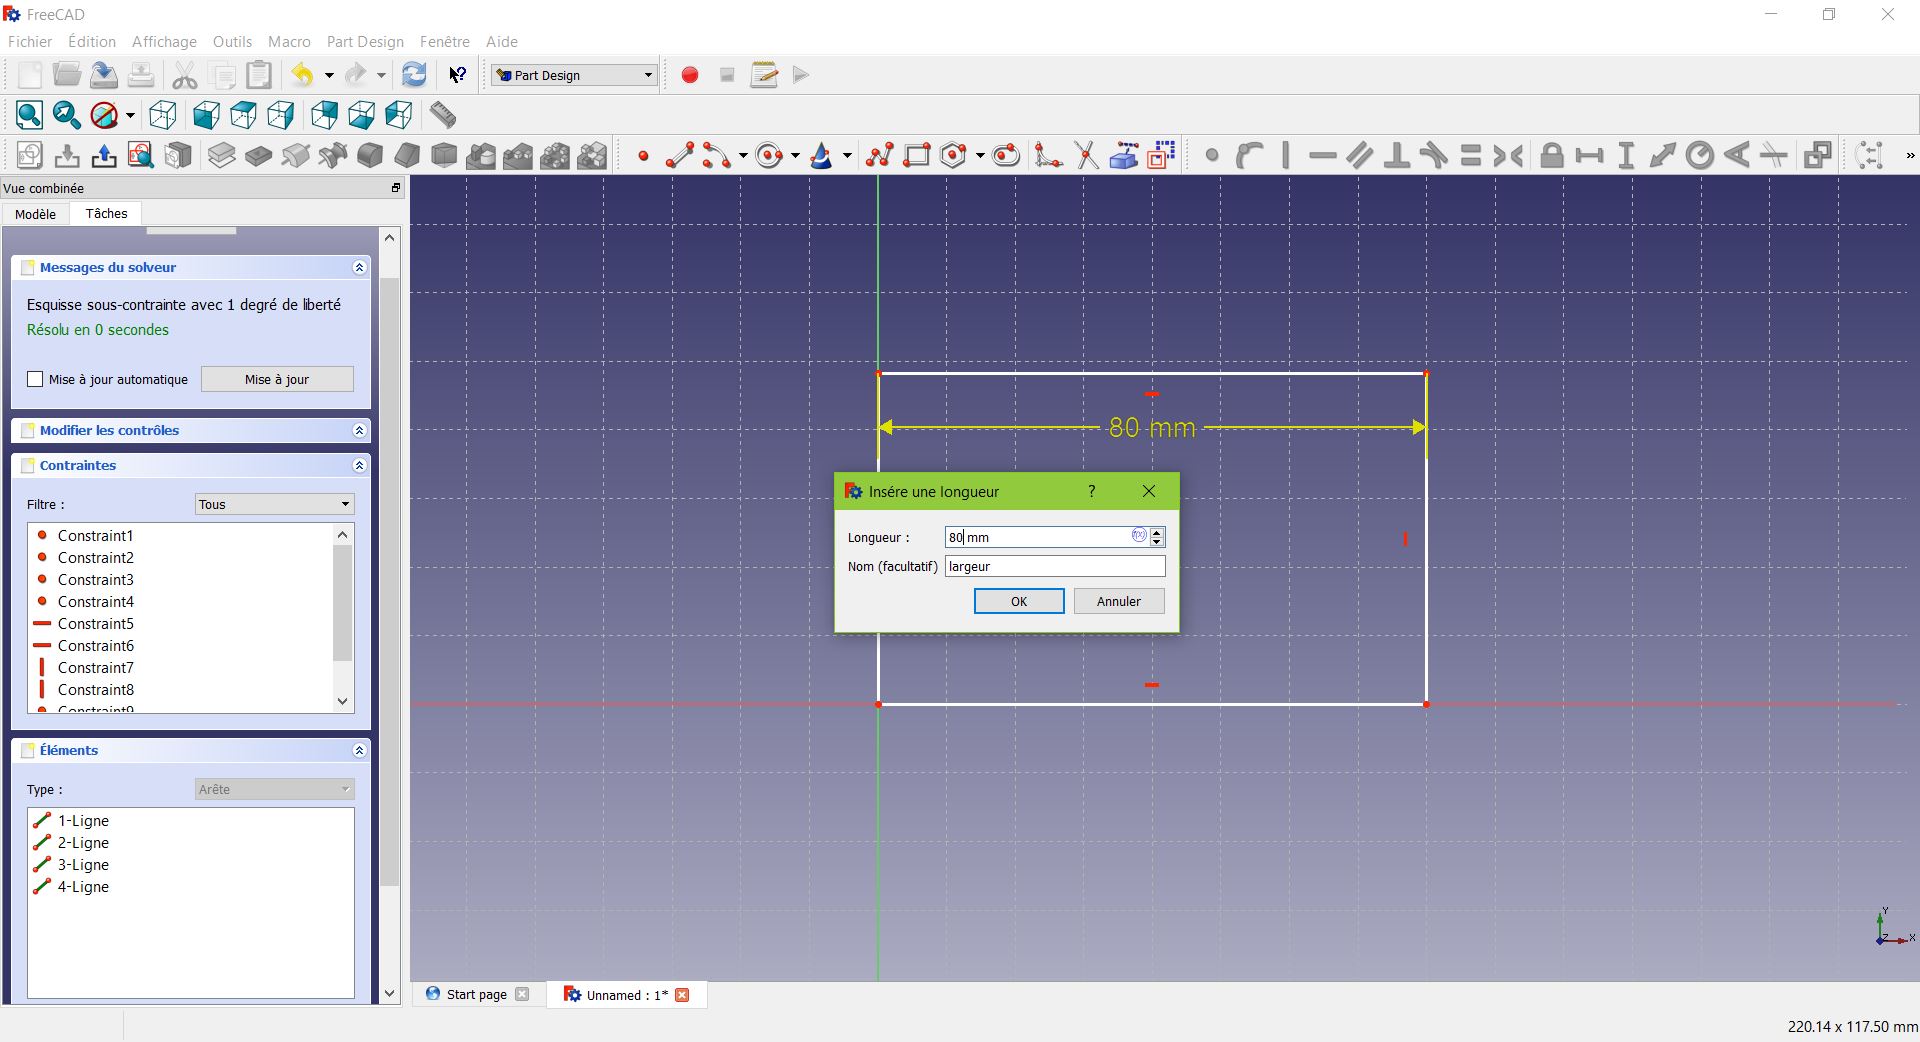 FreeCAD
Fichier Édition Affichage Outils Macro Part Design Fenêtre Aide
Part Design
Vue combinée
Modèle Tâches
Messages du solveur
Esquisse sous-contrainte avec 1 degré de liberté
Résolu en 0 secondes
Mise à jour automatique Mise à jour
Modifier les contrôles
Contraintes
Filtre : Tous
Constraint1
Constraint2
Constraint3
Constraint4
Constraint5
Constraint6
Constraint7
Constraint8
Constraint9
Éléments
Type : Arête
1-Ligne
2-Ligne
3-Ligne
4-Ligne
80 mm
Insére une longueur ?
Longueur : 80 mm
Nom (facultatif) largeur
OK Annuler
Y
Z X
Start page Unnamed : 1*
220.14 x 117.50 mm